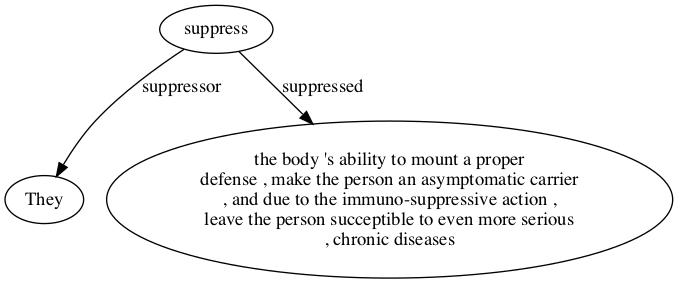 suppress
suppressor
suppressed
They
the body 's ability to mount a proper
defense , make the person an asymptomatic carrier
, and due to the immuno-suppressive action ,
leave the person succeptible to even more serious
, chronic diseases